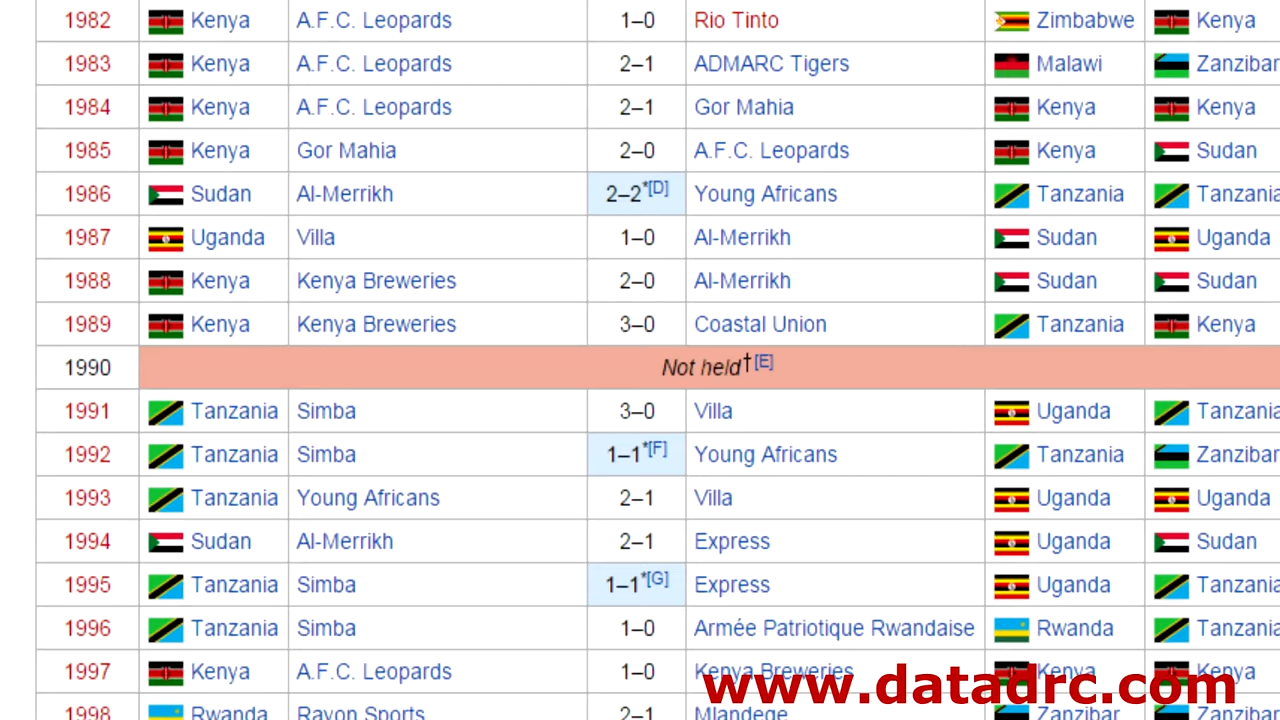 1982 Kenya A.F.C. Leopards 1–0 Rio Tinto Zimbabwe Kenya
1983 Kenya A.F.C. Leopards 2–1 ADMARC Tigers Malawi Zanzibar
1984 Kenya A.F.C. Leopards 2–1 Gor Mahia Kenya Kenya
1985 Kenya Gor Mahia 2–0 A.F.C. Leopards Kenya Sudan
1986 Sudan Al-Merrikh 2–2*[D] Young Africans Tanzania Tanzania
1987 Uganda Villa 1–0 Al-Merrikh Sudan Uganda
1988 Kenya Kenya Breweries 2–0 Al-Merrikh Sudan Sudan
1989 Kenya Kenya Breweries 3–0 Coastal Union Tanzania Kenya
1990 Not held†[E]
1991 Tanzania Simba 3–0 Villa Uganda Tanzania
1992 Tanzania Simba 1–1*[F] Young Africans Tanzania Zanzibar
1993 Tanzania Young Africans 2–1 Villa Uganda Uganda
1994 Sudan Al-Merrikh 2–1 Express Uganda Sudan
1995 Tanzania Simba 1–1*[G] Express Uganda Tanzania
1996 Tanzania Simba 1–0 Armée Patriotique Rwandaise Rwanda Tanzania
1997 Kenya A.F.C. Leopards 1–0 Kenya Breweries Kenya Kenya
www.datadrc.com
1998 Rwanda Rayon Sports 2–1 Mlandege Zanzibar Zanzibar